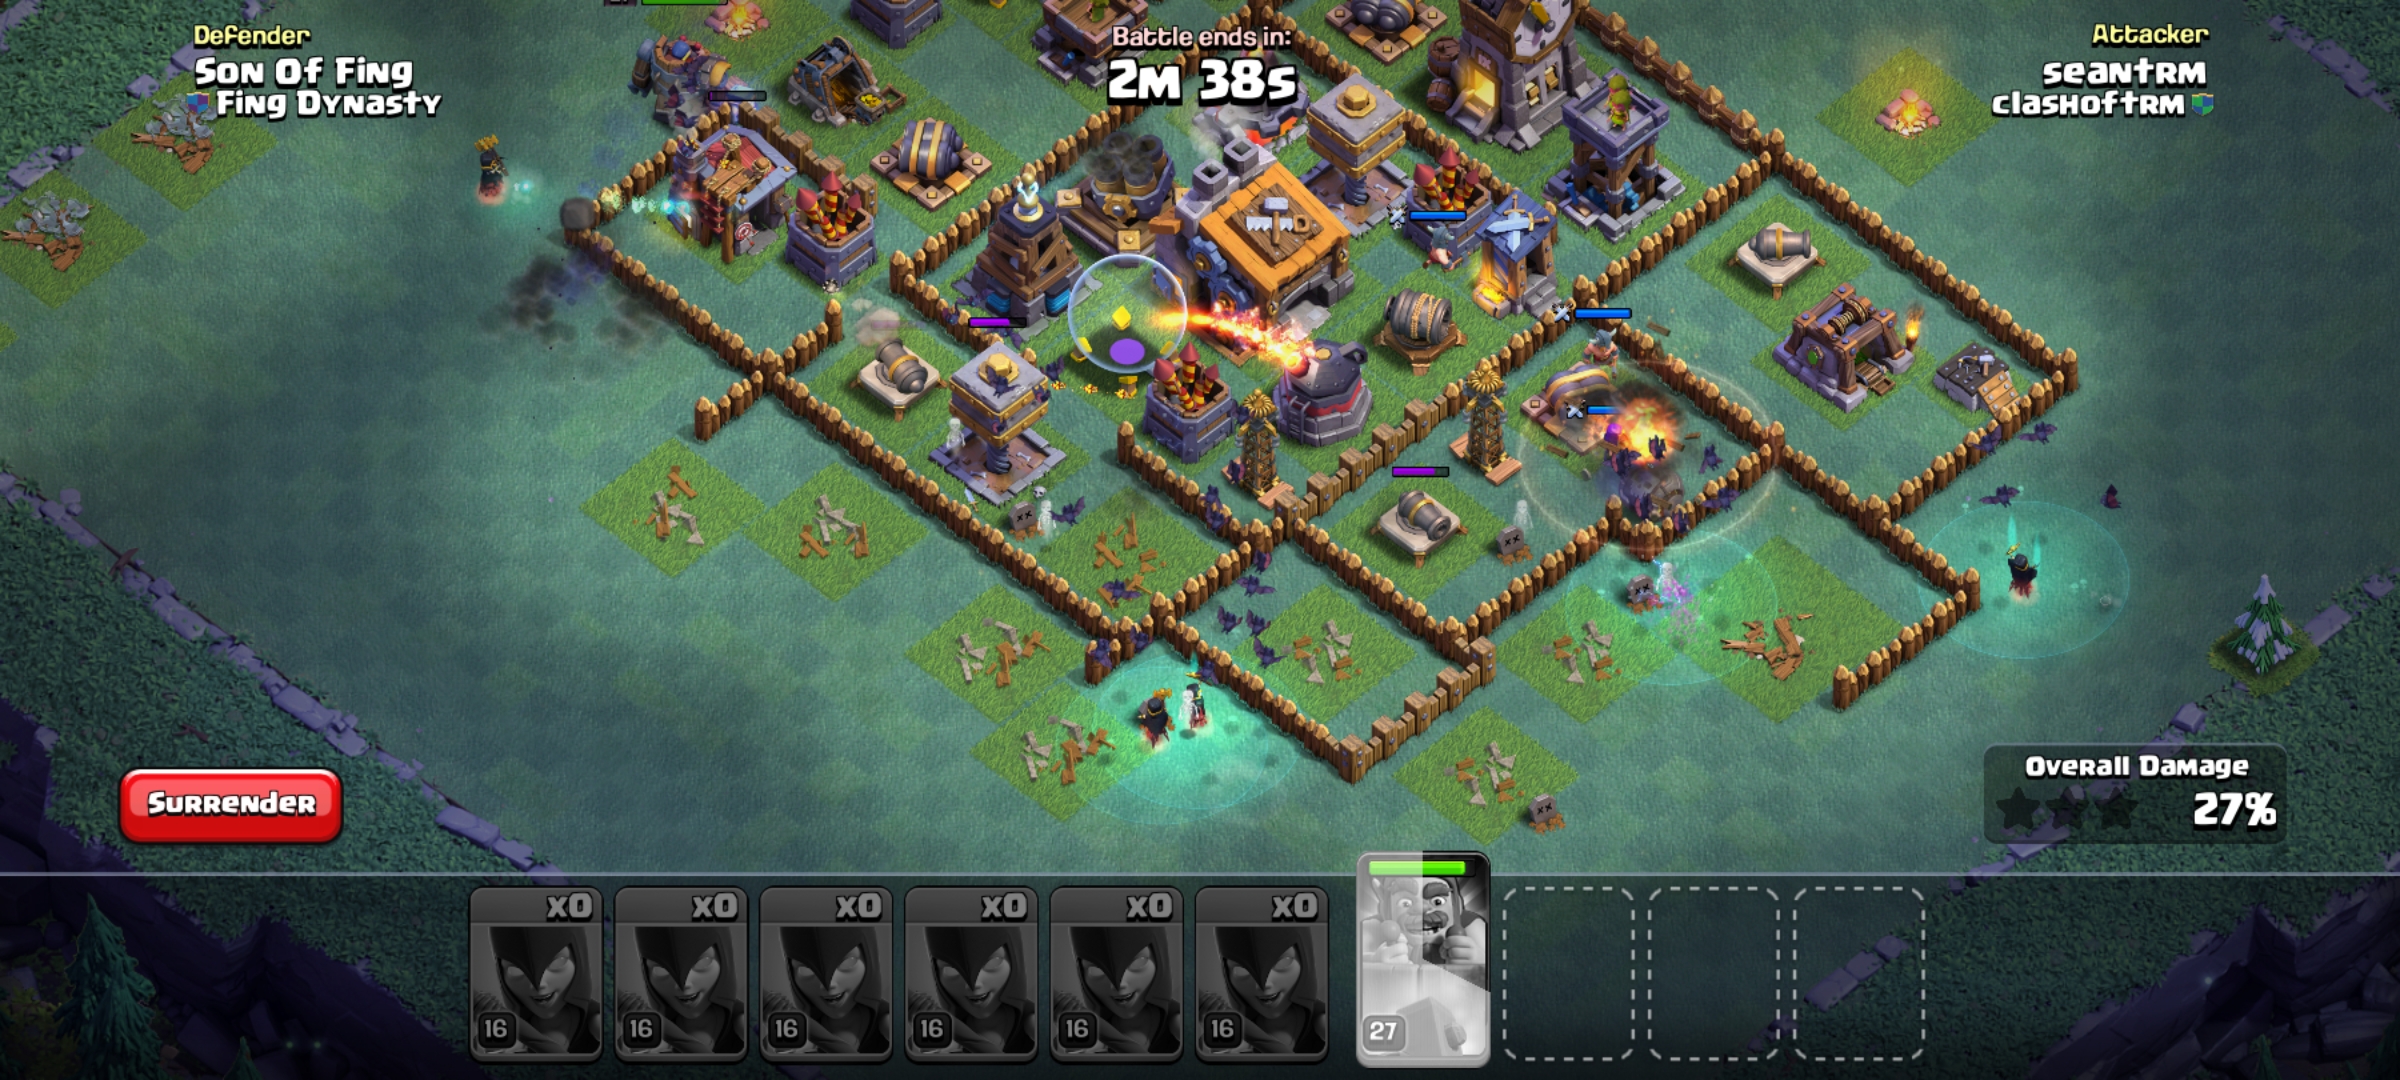 Defender
Son Of Fing
Fing Dynasty
Battle ends in:
2m 38s
Attacker
seantrm
clashoftrm
Surrender
Overall Damage
27%
x0
x0
x0
x0
x0
x0
16
16
16
16
16
16
27